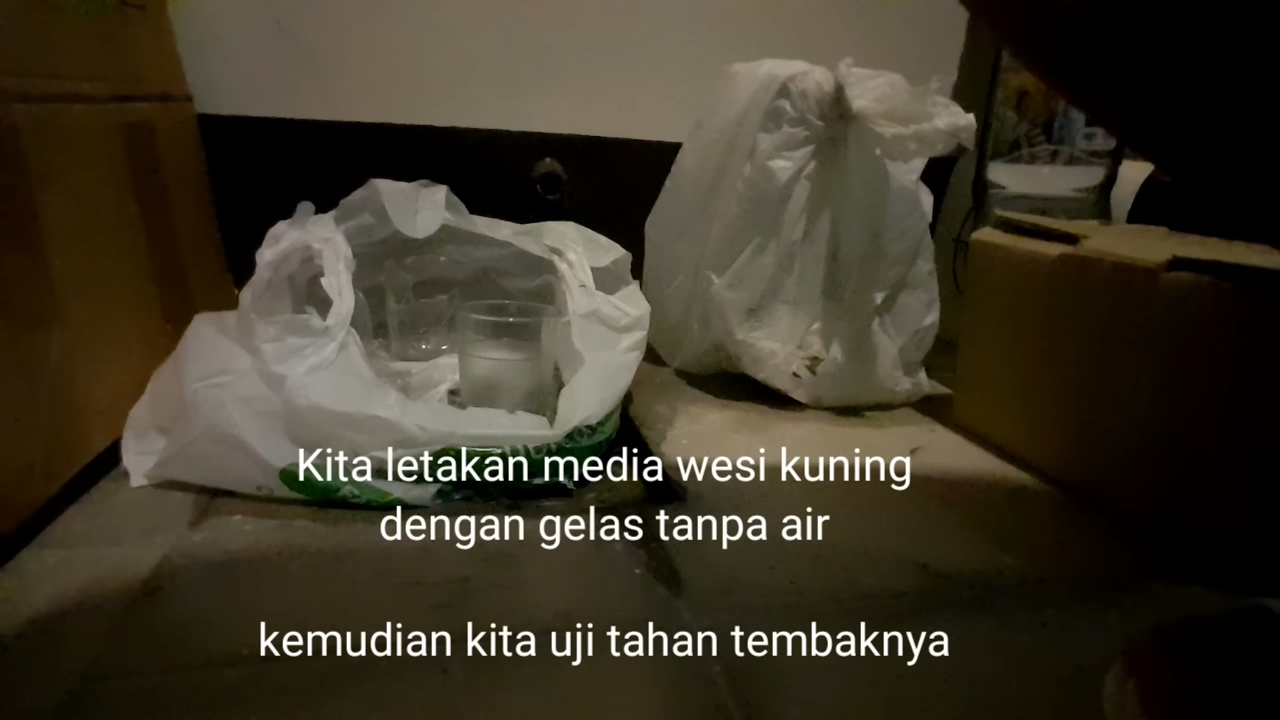 Kita letakan media wesi kuning
dengan gelas tanpa air
kemudian kita uji tahan tembaknya